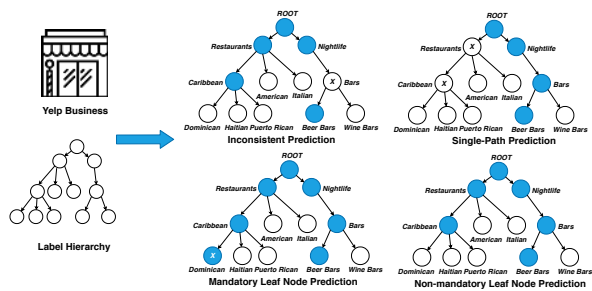 Yelp Business
Label Hierarchy
ROOT
Restaurants
Nightlife
Caribbean
American
Italian
X
Bars
Dominican
Haitian
Puerto Rican
Beer Bars
Wine Bars
Inconsistent Prediction
ROOT
Restaurants
X
Nightlife
Caribbean
X
American
Italian
Bars
Dominican
Haitian
Puerto Rican
Beer Bars
Wine Bars
Single-Path Prediction
ROOT
Restaurants
Nightlife
Caribbean
American
Italian
Bars
X
Dominican
Haitian
Puerto Rican
Beer Bars
Wine Bars
Mandatory Leaf Node Prediction
ROOT
Restaurants
Nightlife
Caribbean
American
Italian
Bars
Dominican
Haitian
Puerto Rican
Beer Bars
Wine Bars
Non-mandatory Leaf Node Prediction